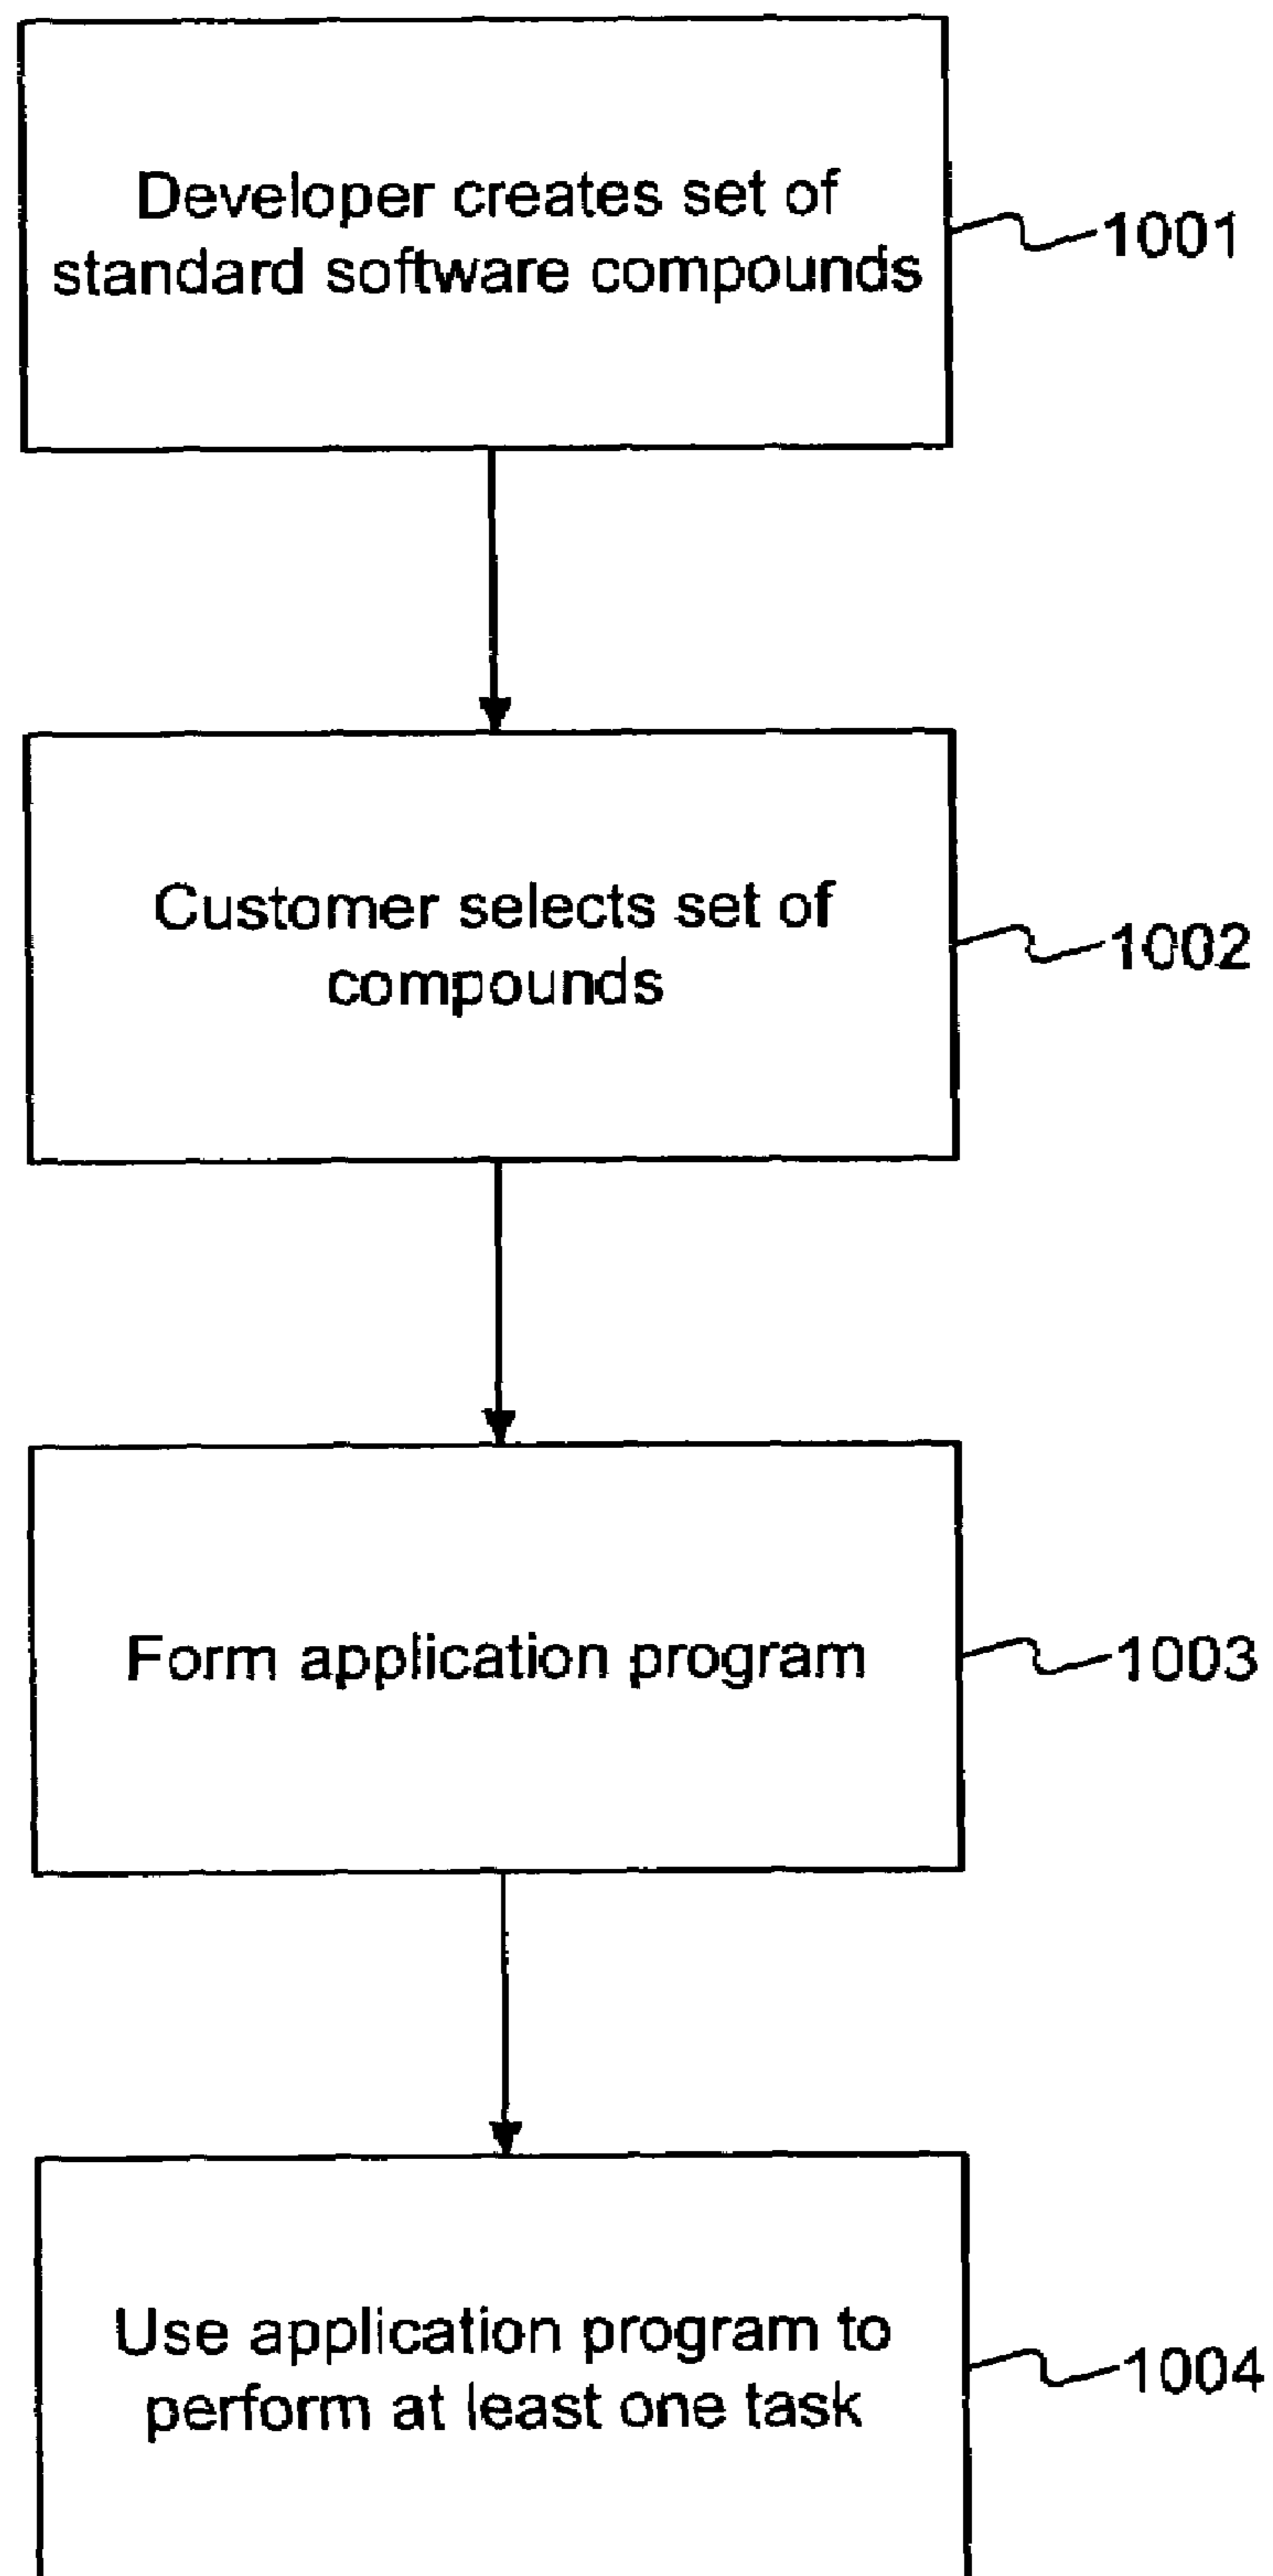 Developer creates set of
standard software compounds
1001
Customer selects set of
compounds
1002
Form application program
1003
Use application program to
perform at least one task
1004